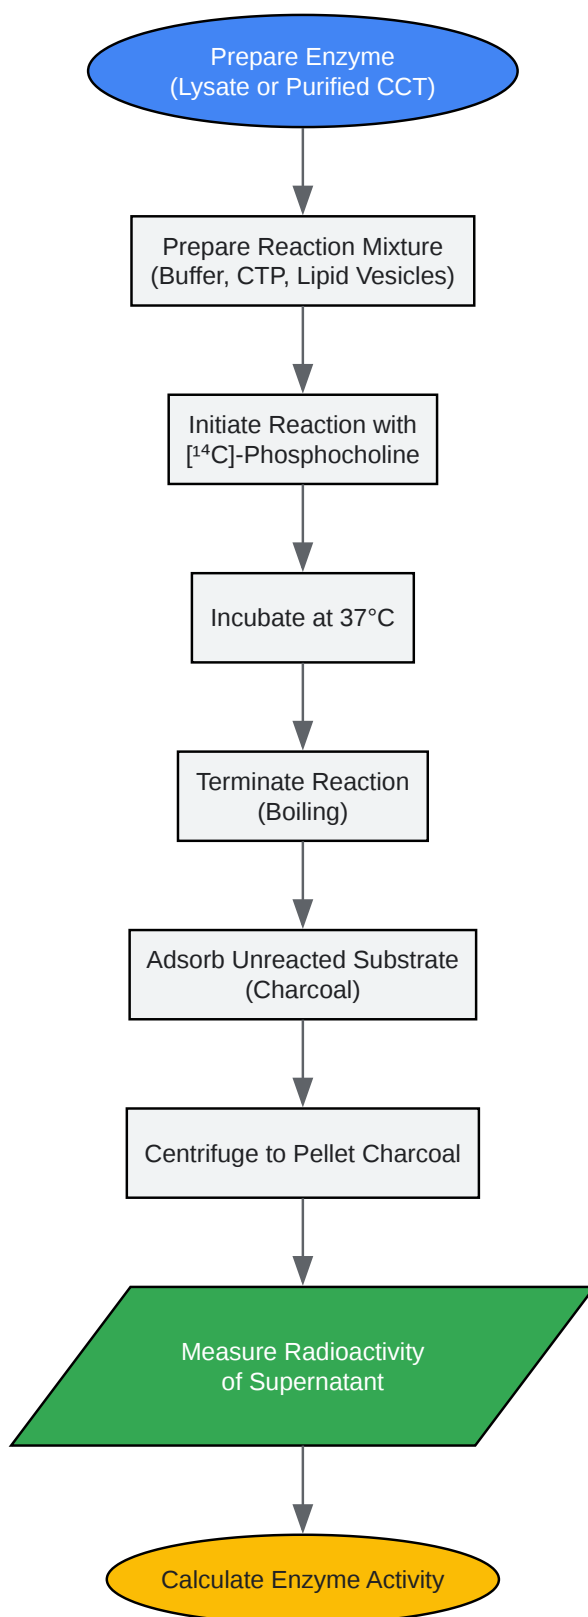 Prepare Enzyme
(Lysate or Purified CCT)
Prepare Reaction Mixture
(Buffer, CTP, Lipid Vesicles)
Initiate Reaction with
[¹⁴C]-Phosphocholine
Incubate at 37°C
Terminate Reaction
(Boiling)
Adsorb Unreacted Substrate
(Charcoal)
Centrifuge to Pellet Charcoal
Measure Radioactivity
of Supernatant
Calculate Enzyme Activity